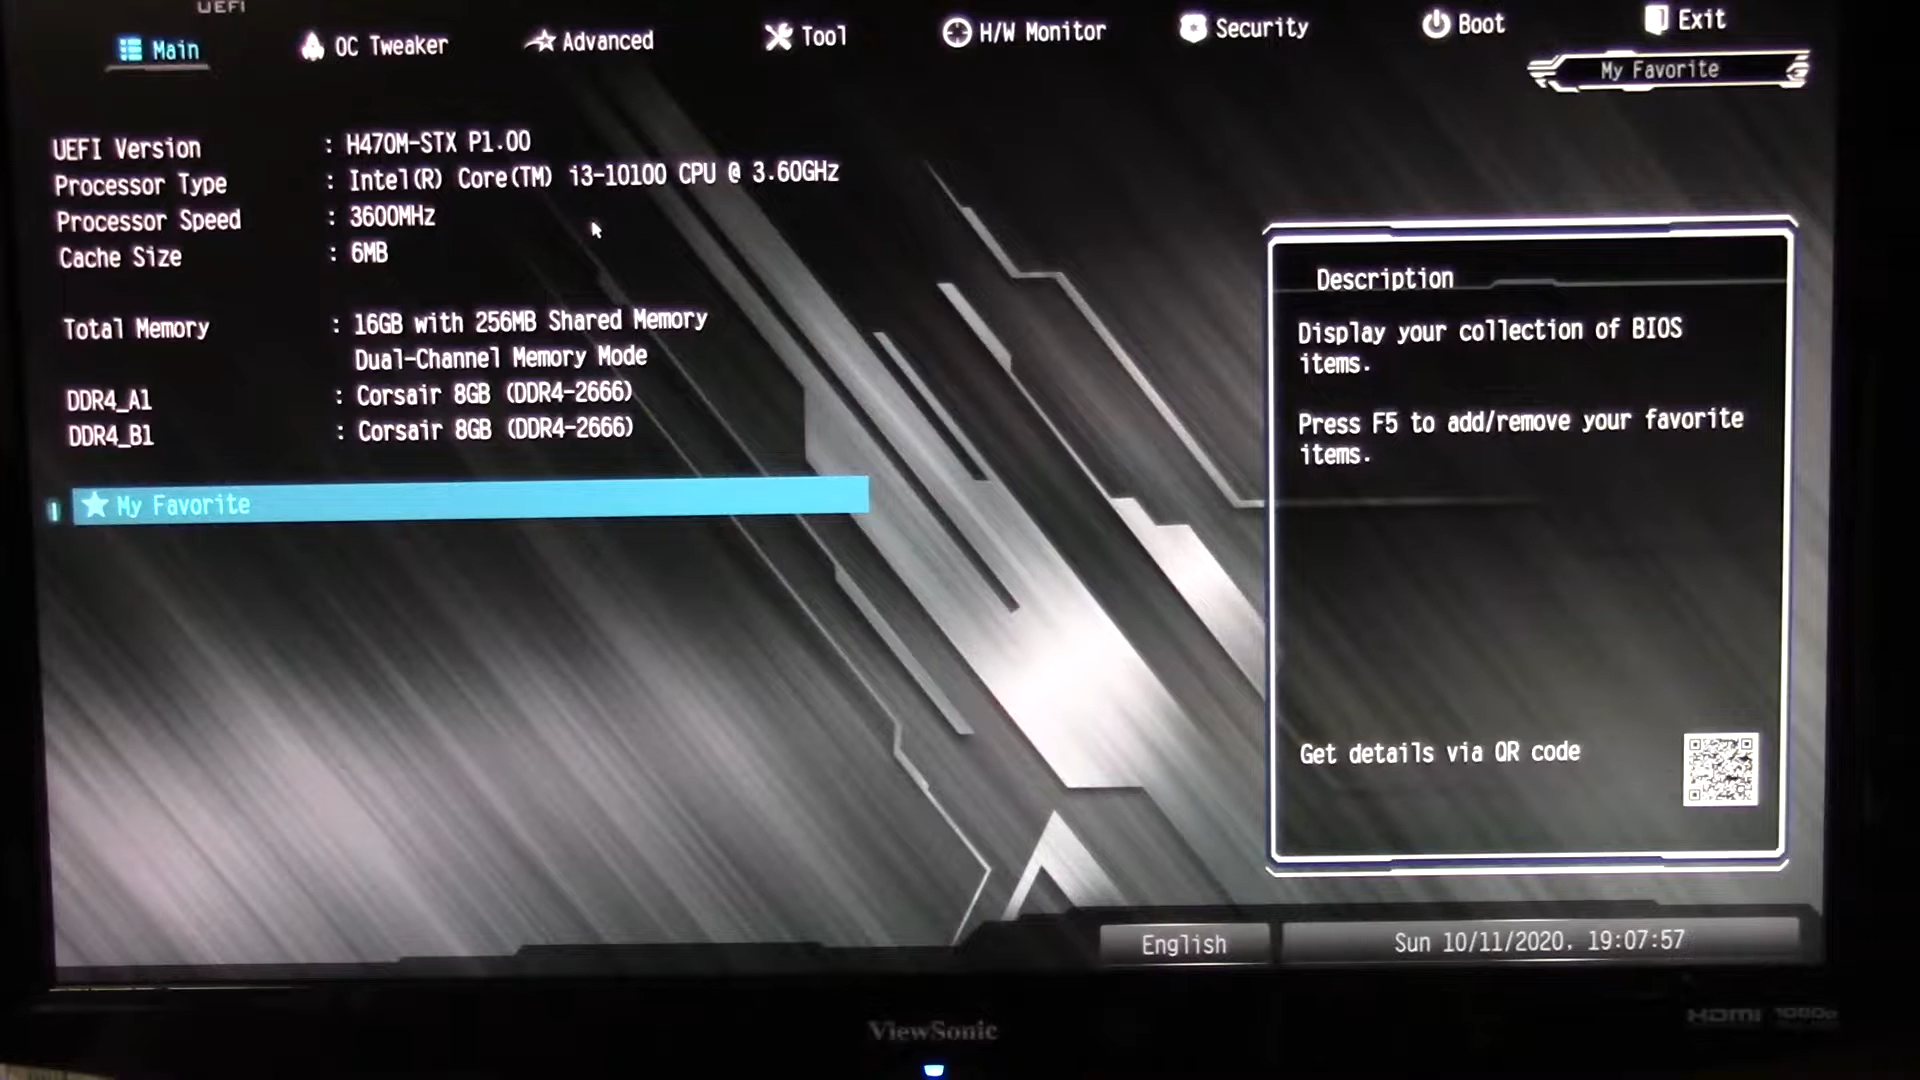 UEFI
Main
OC Tweaker
Advanced
Tool
H/W Monitor
Security
Boot
Exit
My Favorite
UEFI Version : H470M-STX P1.00
Processor Type : Intel(R) Core(TM) i3-10100 CPU @ 3.60GHz
Processor Speed : 3600MHz
Cache Size : 6MB
Total Memory : 16GB with 256MB Shared Memory
Dual-Channel Memory Mode
DDR4_A1 : Corsair 8GB (DDR4-2666)
DDR4_B1 : Corsair 8GB (DDR4-2666)
My Favorite
Description
Display your collection of BIOS
items.
Press F5 to add/remove your favorite
items.
Get details via QR code
English
Sun 10/11/2020, 19:07:57
ViewSonic
HDMI 1080p